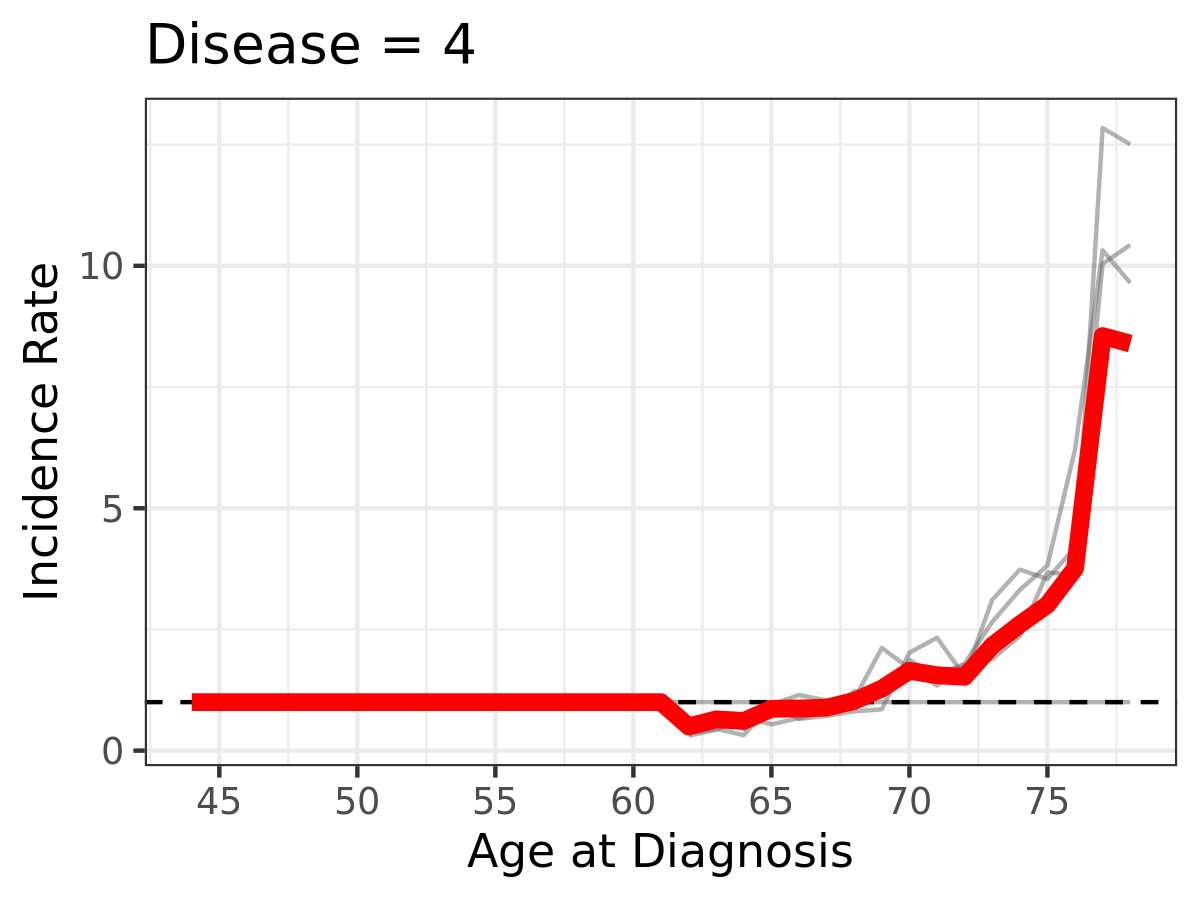 Disease = 4
Incidence Rate
10
5
0
45 50 55 60 65 70 75
Age at Diagnosis